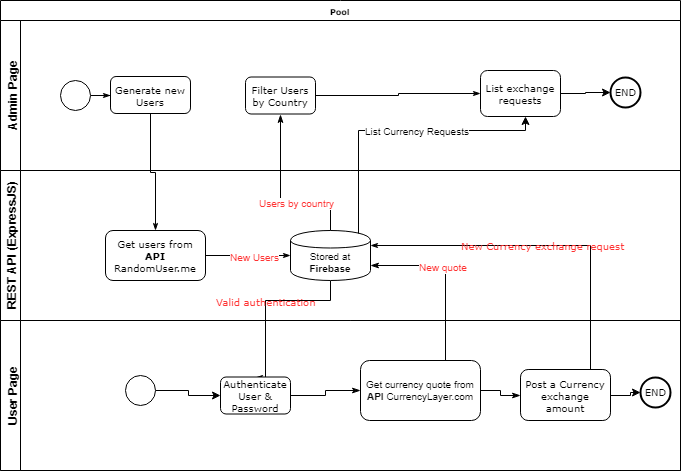 Pool
Admin Page
Generate new
Users
Filter Users
by Country
List exchange
requests
END
List Currency Requests
REST API (ExpressJS)
Users by country
Get users from
API
RandomUser.me
New Users
Stored at
Firebase
New Currency exchange request
New quote
Valid authentication
User Page
Authenticate
User &
Password
Get currency quote from
API CurrencyLayer.com
Post a Currency
exchange
amount
END